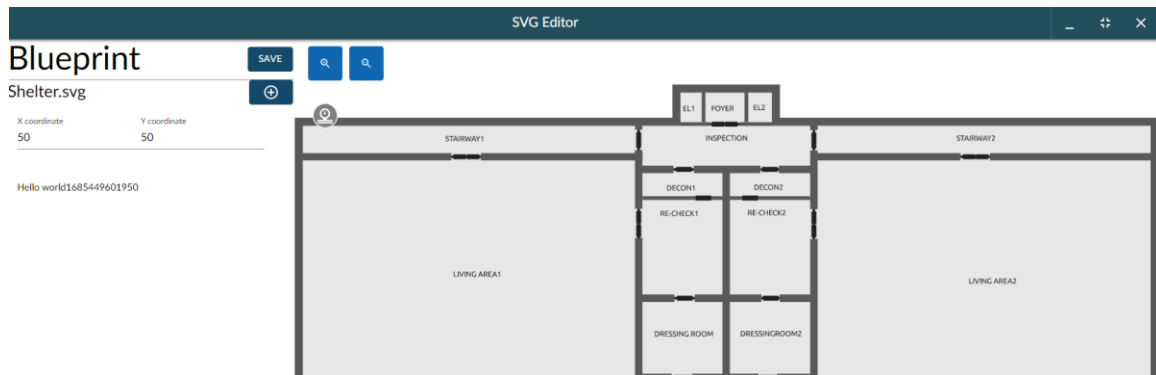 SVG Editor
Blueprint
SAVE
Shelter.svg
X coordinate
Y coordinate
50
50
Hello world1685449601950
EL1
FOYER
EL2
STAIRWAY1
INSPECTION
STAIRWAY2
DECON1
DECON2
RE-CHECK1
RE-CHECK2
LIVING AREA1
LIVING AREA2
DRESSING ROOM
DRESSINGROOM2